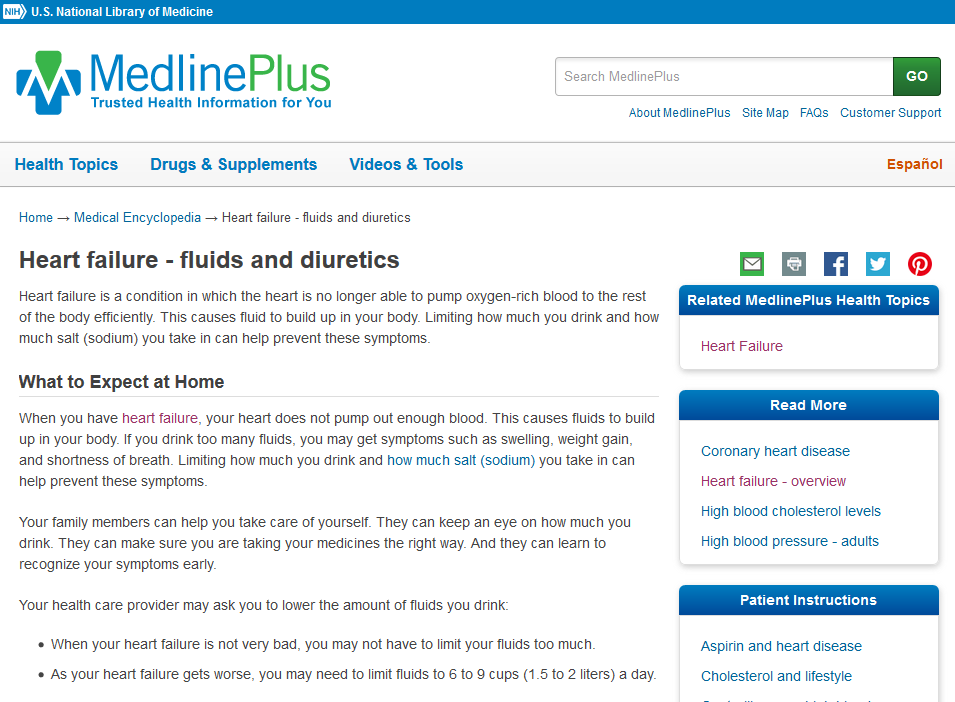 NIH U.S. National Library of Medicine
MedlinePlus
Trusted Health Information for You
Search MedlinePlus
GO
About MedlinePlus Site Map FAQs Customer Support
Health Topics Drugs & Supplements Videos & Tools Español
Home → Medical Encyclopedia → Heart failure - fluids and diuretics
Heart failure - fluids and diuretics
Heart failure is a condition in which the heart is no longer able to pump oxygen-rich blood to the rest
of the body efficiently. This causes fluid to build up in your body. Limiting how much you drink and how
much salt (sodium) you take in can help prevent these symptoms.
What to Expect at Home
When you have heart failure, your heart does not pump out enough blood. This causes fluids to build
up in your body. If you drink too many fluids, you may get symptoms such as swelling, weight gain,
and shortness of breath. Limiting how much you drink and how much salt (sodium) you take in can
help prevent these symptoms.
Your family members can help you take care of yourself. They can keep an eye on how much you
drink. They can make sure you are taking your medicines the right way. And they can learn to
recognize your symptoms early.
Your health care provider may ask you to lower the amount of fluids you drink:
• When your heart failure is not very bad, you may not have to limit your fluids too much.
• As your heart failure gets worse, you may need to limit fluids to 6 to 9 cups (1.5 to 2 liters) a day.
Related MedlinePlus Health Topics
Heart Failure
Read More
Coronary heart disease
Heart failure - overview
High blood cholesterol levels
High blood pressure - adults
Patient Instructions
Aspirin and heart disease
Cholesterol and lifestyle